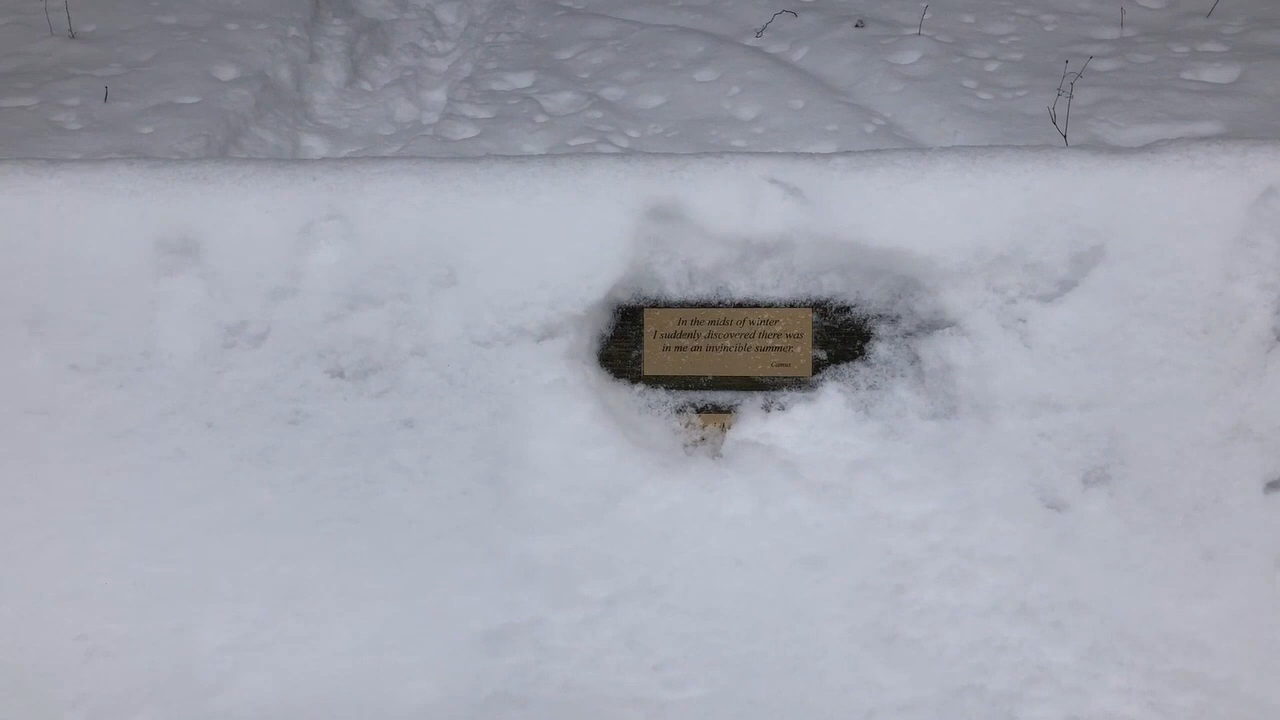 In the midst of winter
I suddenly discovered there was
in me an invincible summer.
Camus